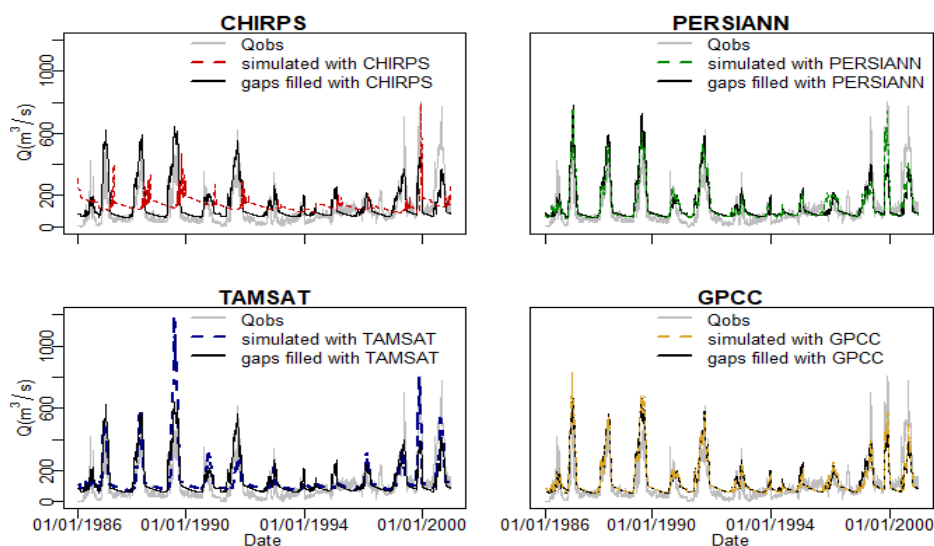 CHIRPS
Qobs
simulated with CHIRPS
gaps filled with CHIRPS
Q(m³/s)
0 200 600 1000
PERSIANN
Qobs
simulated with PERSIANN
gaps filled with PERSIANN
TAMSAT
Qobs
simulated with TAMSAT
gaps filled with TAMSAT
Q(m³/s)
0 200 600 1000
01/01/1986 01/01/1990 01/01/1994 01/01/2000
Date
GPCC
Qobs
simulated with GPCC
gaps filled with GPCC
01/01/1986 01/01/1990 01/01/1994 01/01/2000
Date